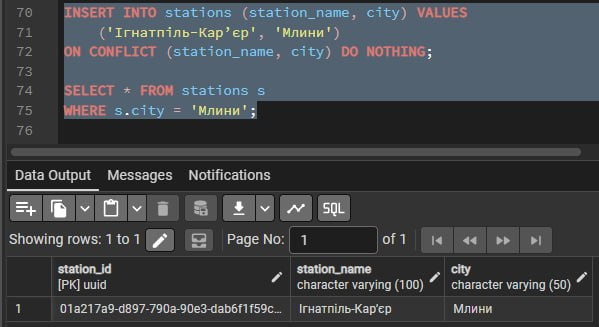 70 INSERT INTO stations (station_name, city) VALUES
71 ('Ігнатпіль-Кар’єр', 'Млини')
72 ON CONFLICT (station_name, city) DO NOTHING;
73
74 SELECT * FROM stations s
75 WHERE s.city = 'Млини';
76
Data Output Messages Notifications
SQL
Showing rows: 1 to 1 Page No: 1 of 1
station_id station_name city
[PK] uuid character varying (100) character varying (50)
1 01a217a9-d897-790a-90e3-dab6f1f59c... Ігнатпіль-Кар’єр Млини